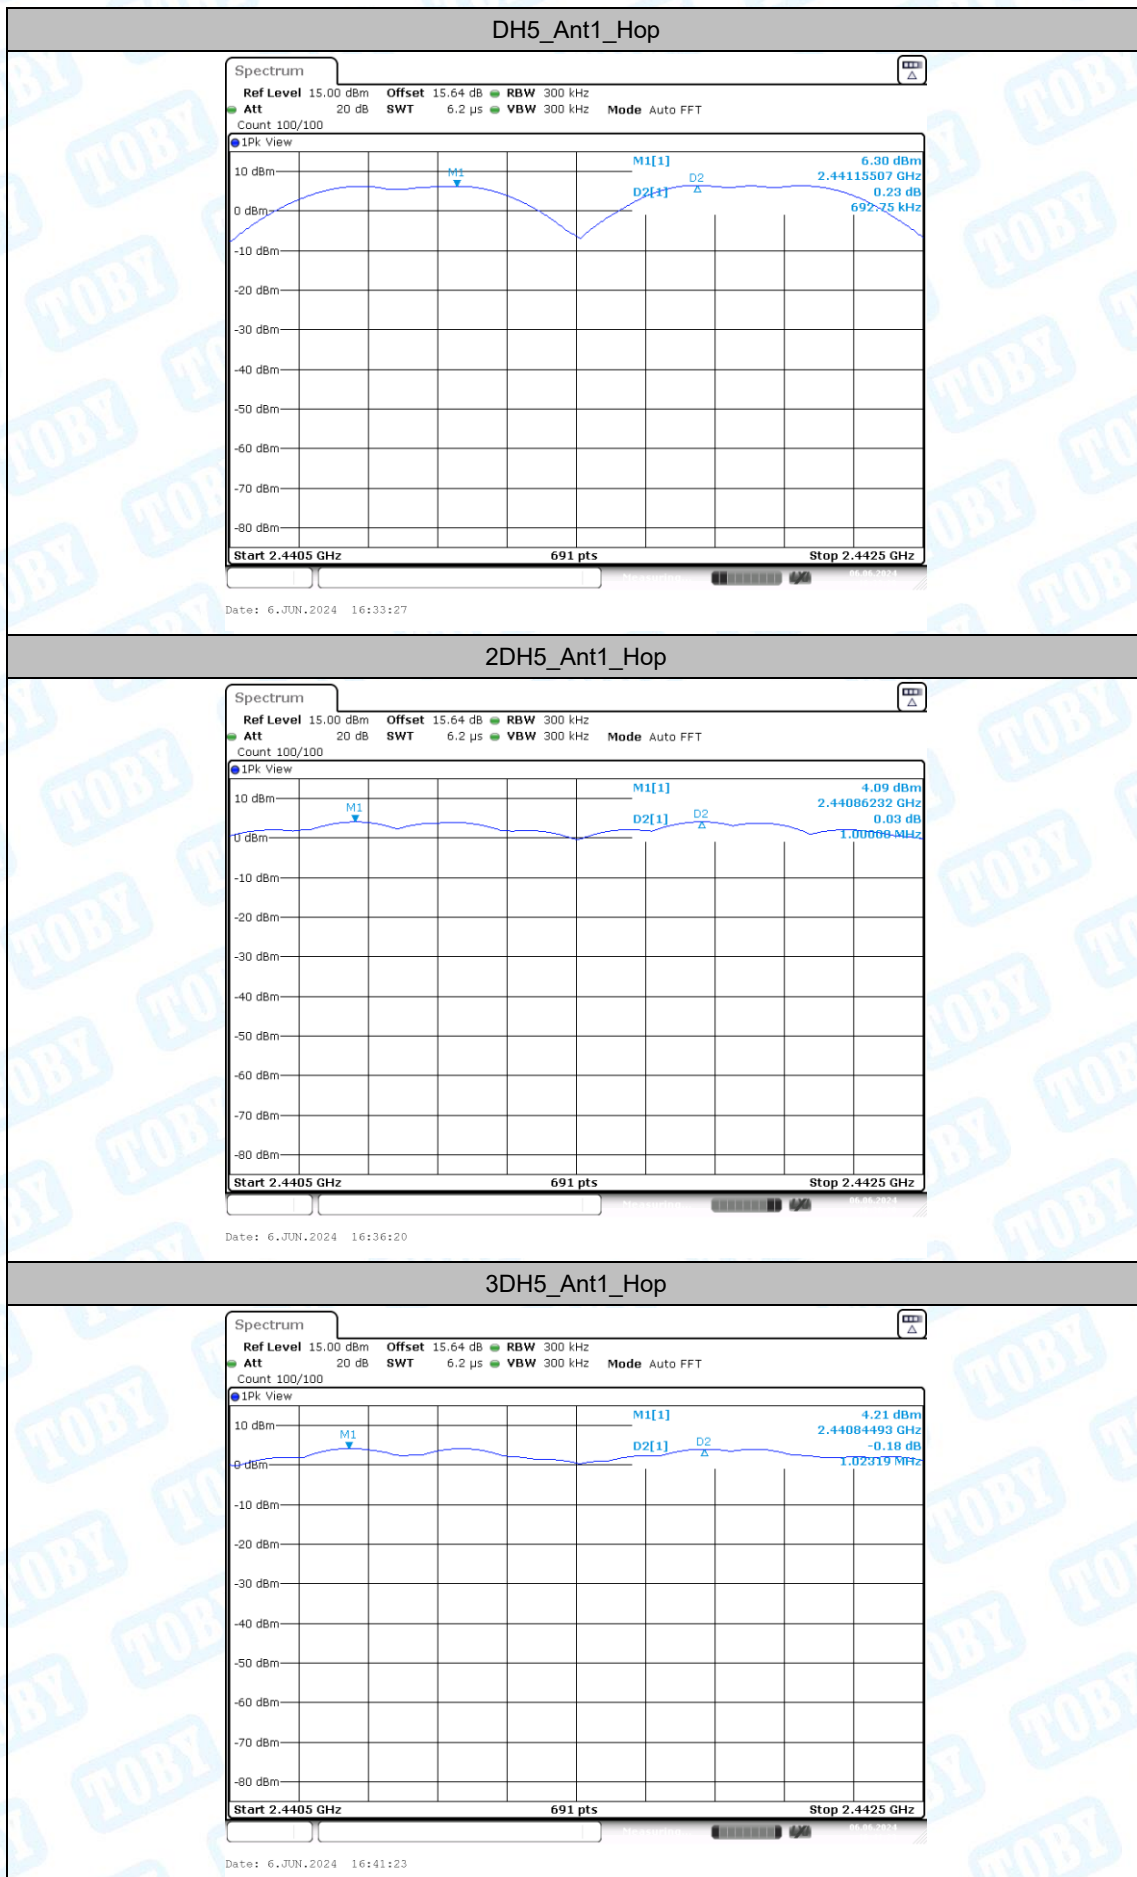 DH5_Ant1_Hop
Spectrum
Ref Level 15.00 dBm Offset 15.64 dB RBW 300 kHz
Att 20 dB SWT 6.2 µs VBW 300 kHz Mode Auto FFT
Count 100/100
1Pk View
M1[1] 6.30 dBm
2.44115507 GHz
D2[1] 0.23 dB
692.75 kHz
M1
D2
10 dBm
0 dBm
-10 dBm
-20 dBm
-30 dBm
-40 dBm
-50 dBm
-60 dBm
-70 dBm
-80 dBm
Start 2.4405 GHz 691 pts Stop 2.4425 GHz
Date: 6.JUN.2024 16:33:27
2DH5_Ant1_Hop
Spectrum
Ref Level 15.00 dBm Offset 15.64 dB RBW 300 kHz
Att 20 dB SWT 6.2 µs VBW 300 kHz Mode Auto FFT
Count 100/100
1Pk View
M1[1] 4.09 dBm
2.44086232 GHz
D2[1] 0.03 dB
1.00000 MHz
M1
D2
10 dBm
0 dBm
-10 dBm
-20 dBm
-30 dBm
-40 dBm
-50 dBm
-60 dBm
-70 dBm
-80 dBm
Start 2.4405 GHz 691 pts Stop 2.4425 GHz
Date: 6.JUN.2024 16:36:20
3DH5_Ant1_Hop
Spectrum
Ref Level 15.00 dBm Offset 15.64 dB RBW 300 kHz
Att 20 dB SWT 6.2 µs VBW 300 kHz Mode Auto FFT
Count 100/100
1Pk View
M1[1] 4.21 dBm
2.44084493 GHz
D2[1] -0.18 dB
1.02319 MHz
M1
D2
10 dBm
0 dBm
-10 dBm
-20 dBm
-30 dBm
-40 dBm
-50 dBm
-60 dBm
-70 dBm
-80 dBm
Start 2.4405 GHz 691 pts Stop 2.4425 GHz
Date: 6.JUN.2024 16:41:23